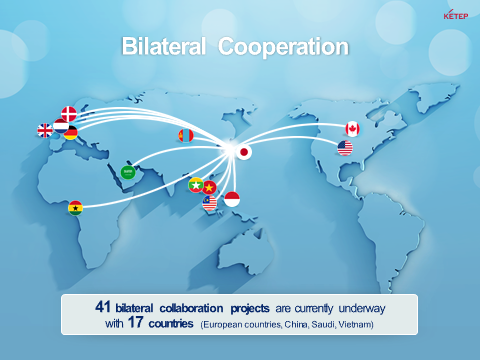 KETEP
Bilateral Cooperation
41 bilateral collaboration projects are currently underway
with 17 countries (European countries, China, Saudi, Vietnam)